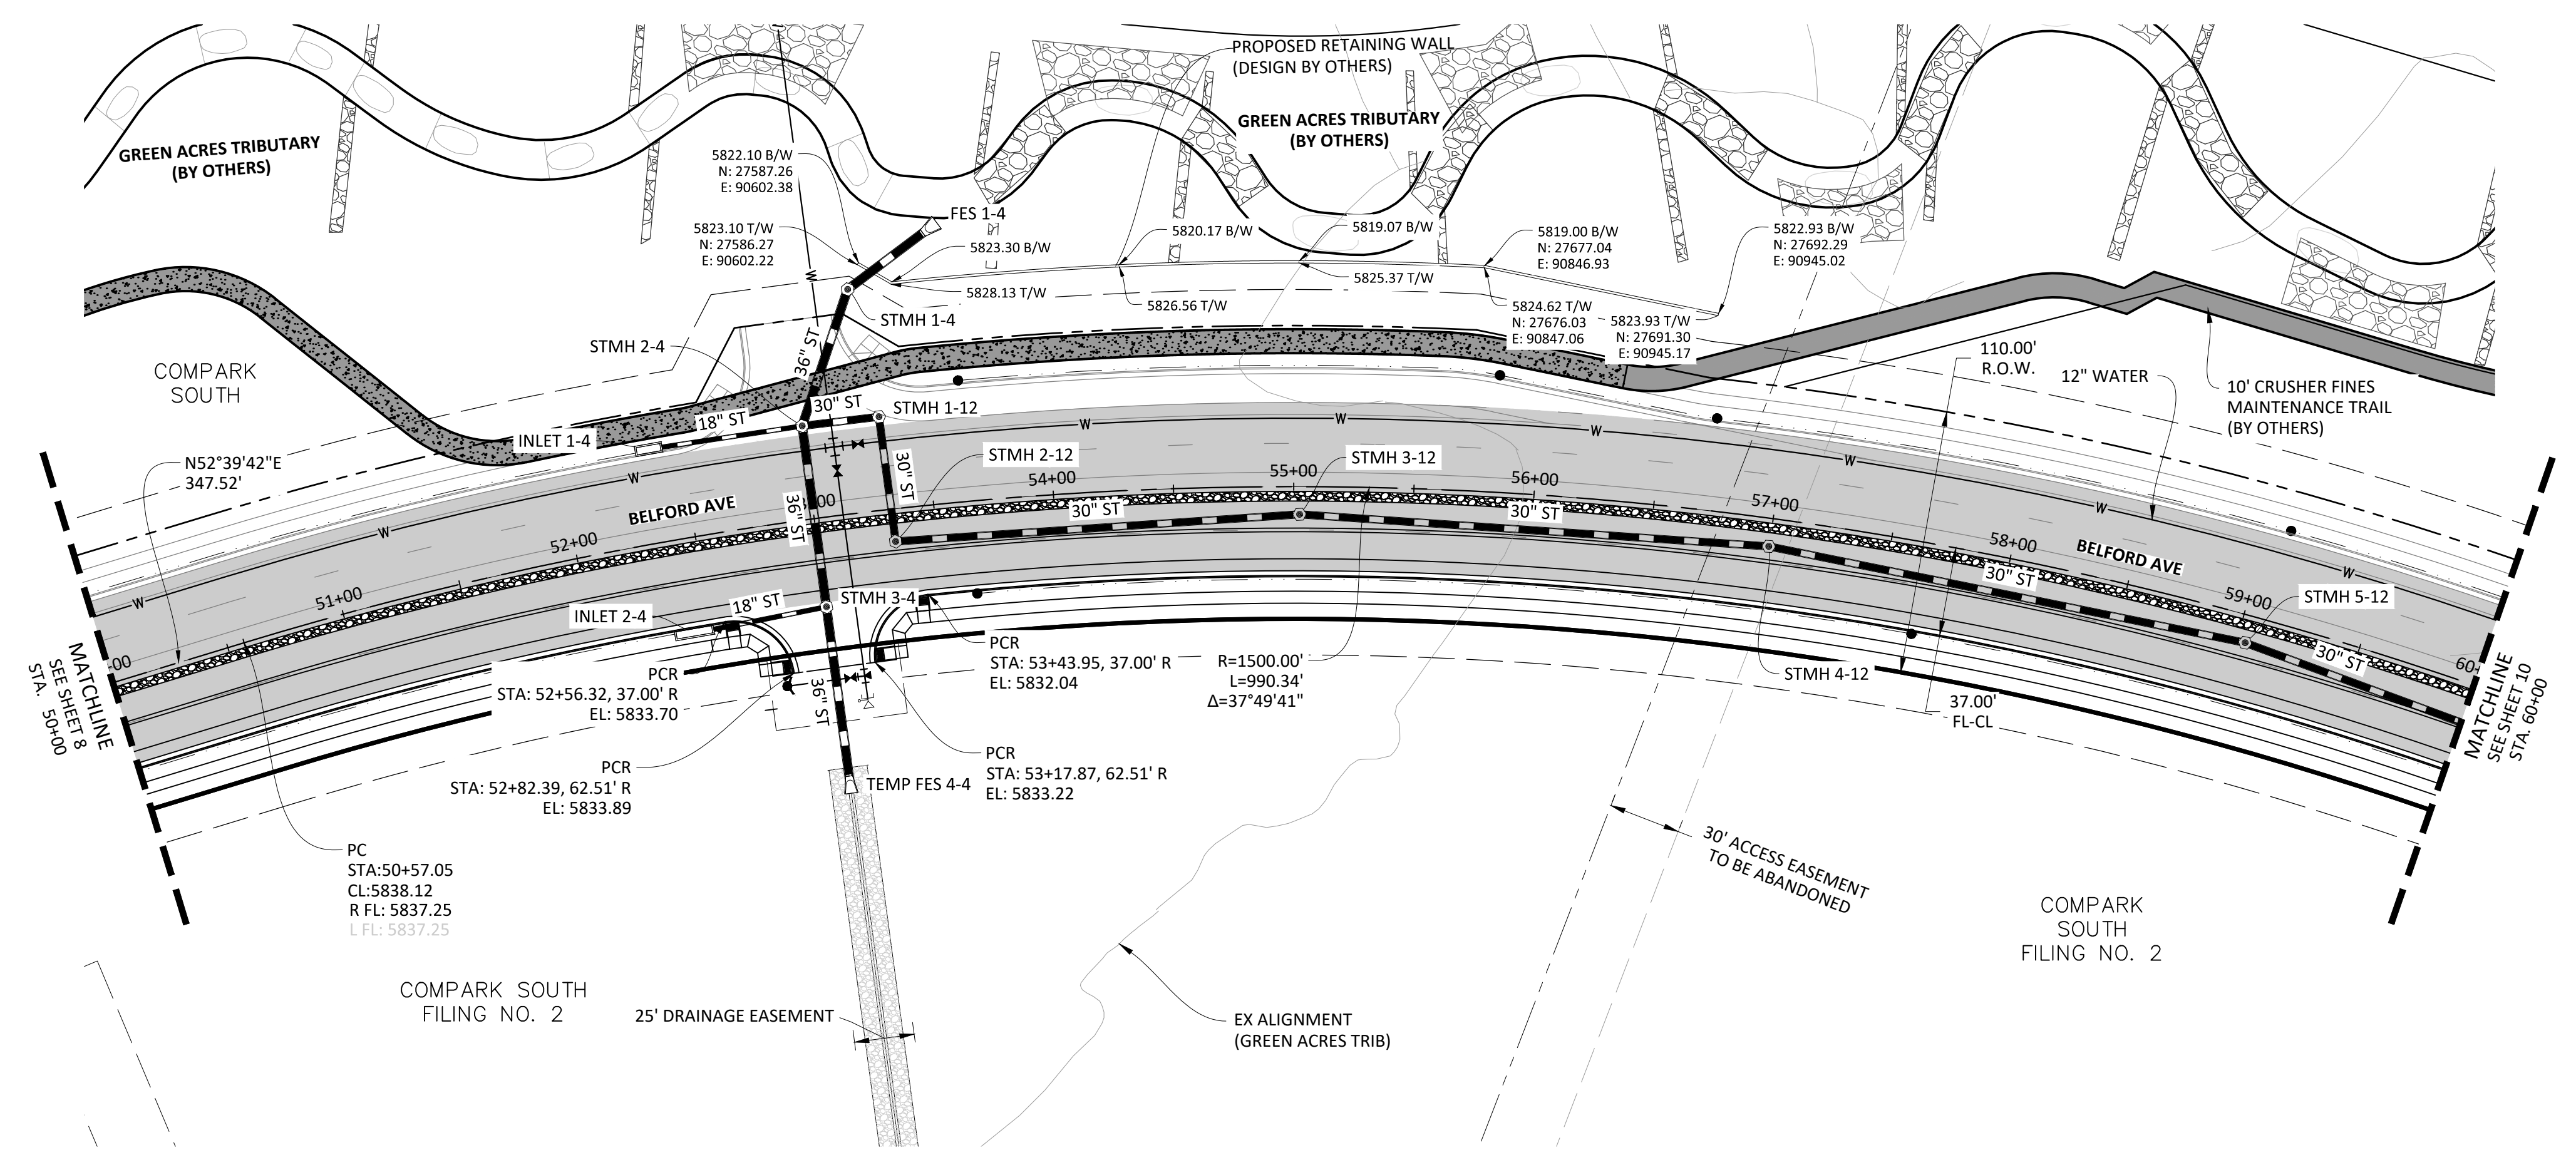 PROPOSED RETAINING WALL
(DESIGN BY OTHERS)
GREEN ACRES TRIBUTARY
(BY OTHERS)
GREEN ACRES TRIBUTARY
(BY OTHERS)
5822.10 B/W
N: 27587.26
E: 90602.38
FES 1-4
5823.10 T/W
N: 27586.27
E: 90602.22
5823.30 B/W
5820.17 B/W
5819.07 B/W
5819.00 B/W
N: 27677.04
E: 90846.93
5822.93 B/W
N: 27692.29
E: 90945.02
W
5828.13 T/W
5826.56 T/W
5825.37 T/W
5824.62 T/W
N: 27676.03
E: 90847.06
5823.93 T/W
N: 27691.30
E: 90945.17
STMH 1-4
STMH 2-4
36" ST
COMPARK
SOUTH
110.00'
R.O.W.
12" WATER
10' CRUSHER FINES
MAINTENANCE TRAIL
(BY OTHERS)
30" ST
STMH 1-12
18" ST
INLET 1-4
W
W
W
W
W
W
W
W
W
N52°39'42"E
347.52'
30" ST
STMH 2-12
STMH 3-12
BELFORD AVE
36" ST
00
54+00
55+00
56+00
57+00
58+00
59+00
60+
30" ST
30" ST
30" ST
30" ST
BELFORD AVE
52+00
51+00
-00
STMH 5-12
STMH 4-12
INLET 2-4
18" ST
STMH 3-4
36" ST
MATCHLINE
SEE SHEET 8
STA. 50+00
MATCHLINE
SEE SHEET 10
STA. 60+00
PCR
STA: 52+56.32, 37.00' R
EL: 5833.70
PCR
STA: 53+43.95, 37.00' R
EL: 5832.04
R=1500.00'
L=990.34'
Δ=37°49'41"
37.00'
FL-CL
PCR
STA: 52+82.39, 62.51' R
EL: 5833.89
PCR
STA: 53+17.87, 62.51' R
EL: 5833.22
TEMP FES 4-4
PC
STA:50+57.05
CL:5838.12
R FL: 5837.25
L FL: 5837.25
30' ACCESS EASEMENT
TO BE ABANDONED
COMPARK
SOUTH
FILING NO. 2
COMPARK SOUTH
FILING NO. 2
25' DRAINAGE EASEMENT
EX ALIGNMENT
(GREEN ACRES TRIB)